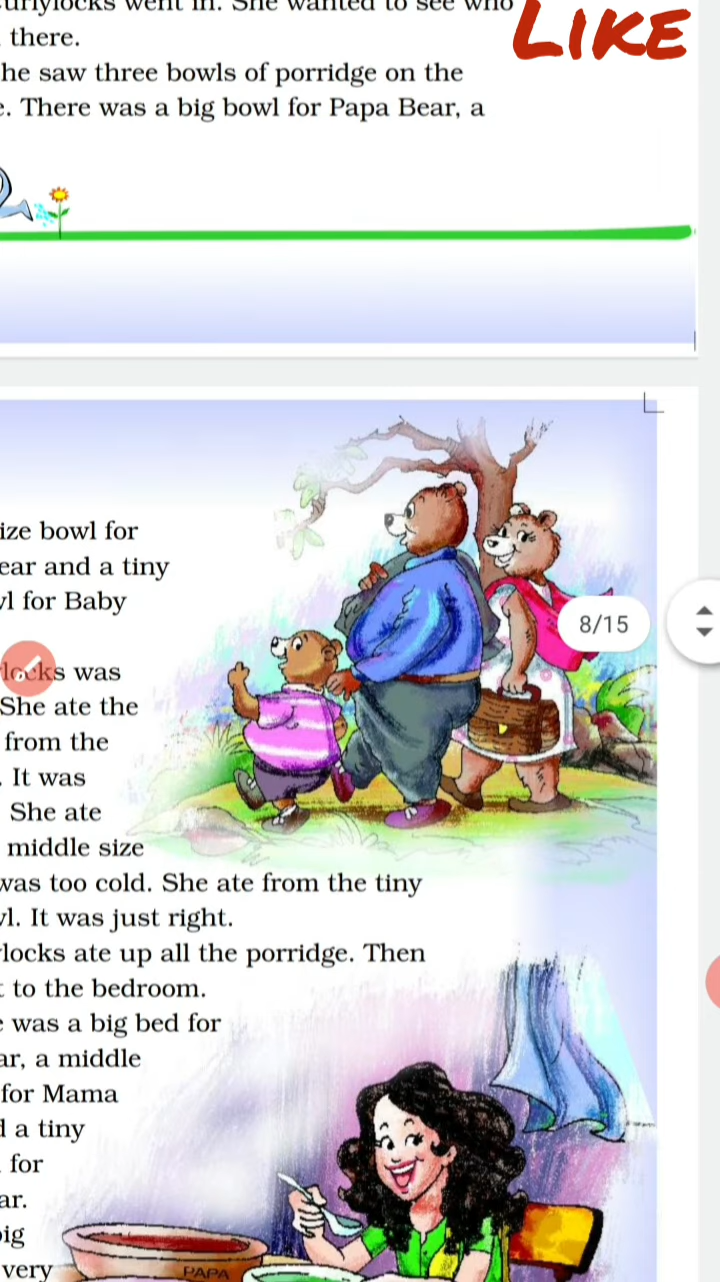 urlylocks went in. She wanted to see who
LIKE
there.
he saw three bowls of porridge on the
e. There was a big bowl for Papa Bear, a
ize bowl for
ear and a tiny
vl for Baby
8/15
locks was
She ate the
from the
. It was
She ate
middle size
was too cold. She ate from the tiny
vl. It was just right.
locks ate up all the porridge. Then
t to the bedroom.
e was a big bed for
ar, a middle
for Mama
d a tiny
for
ar.
big
very
PAPA